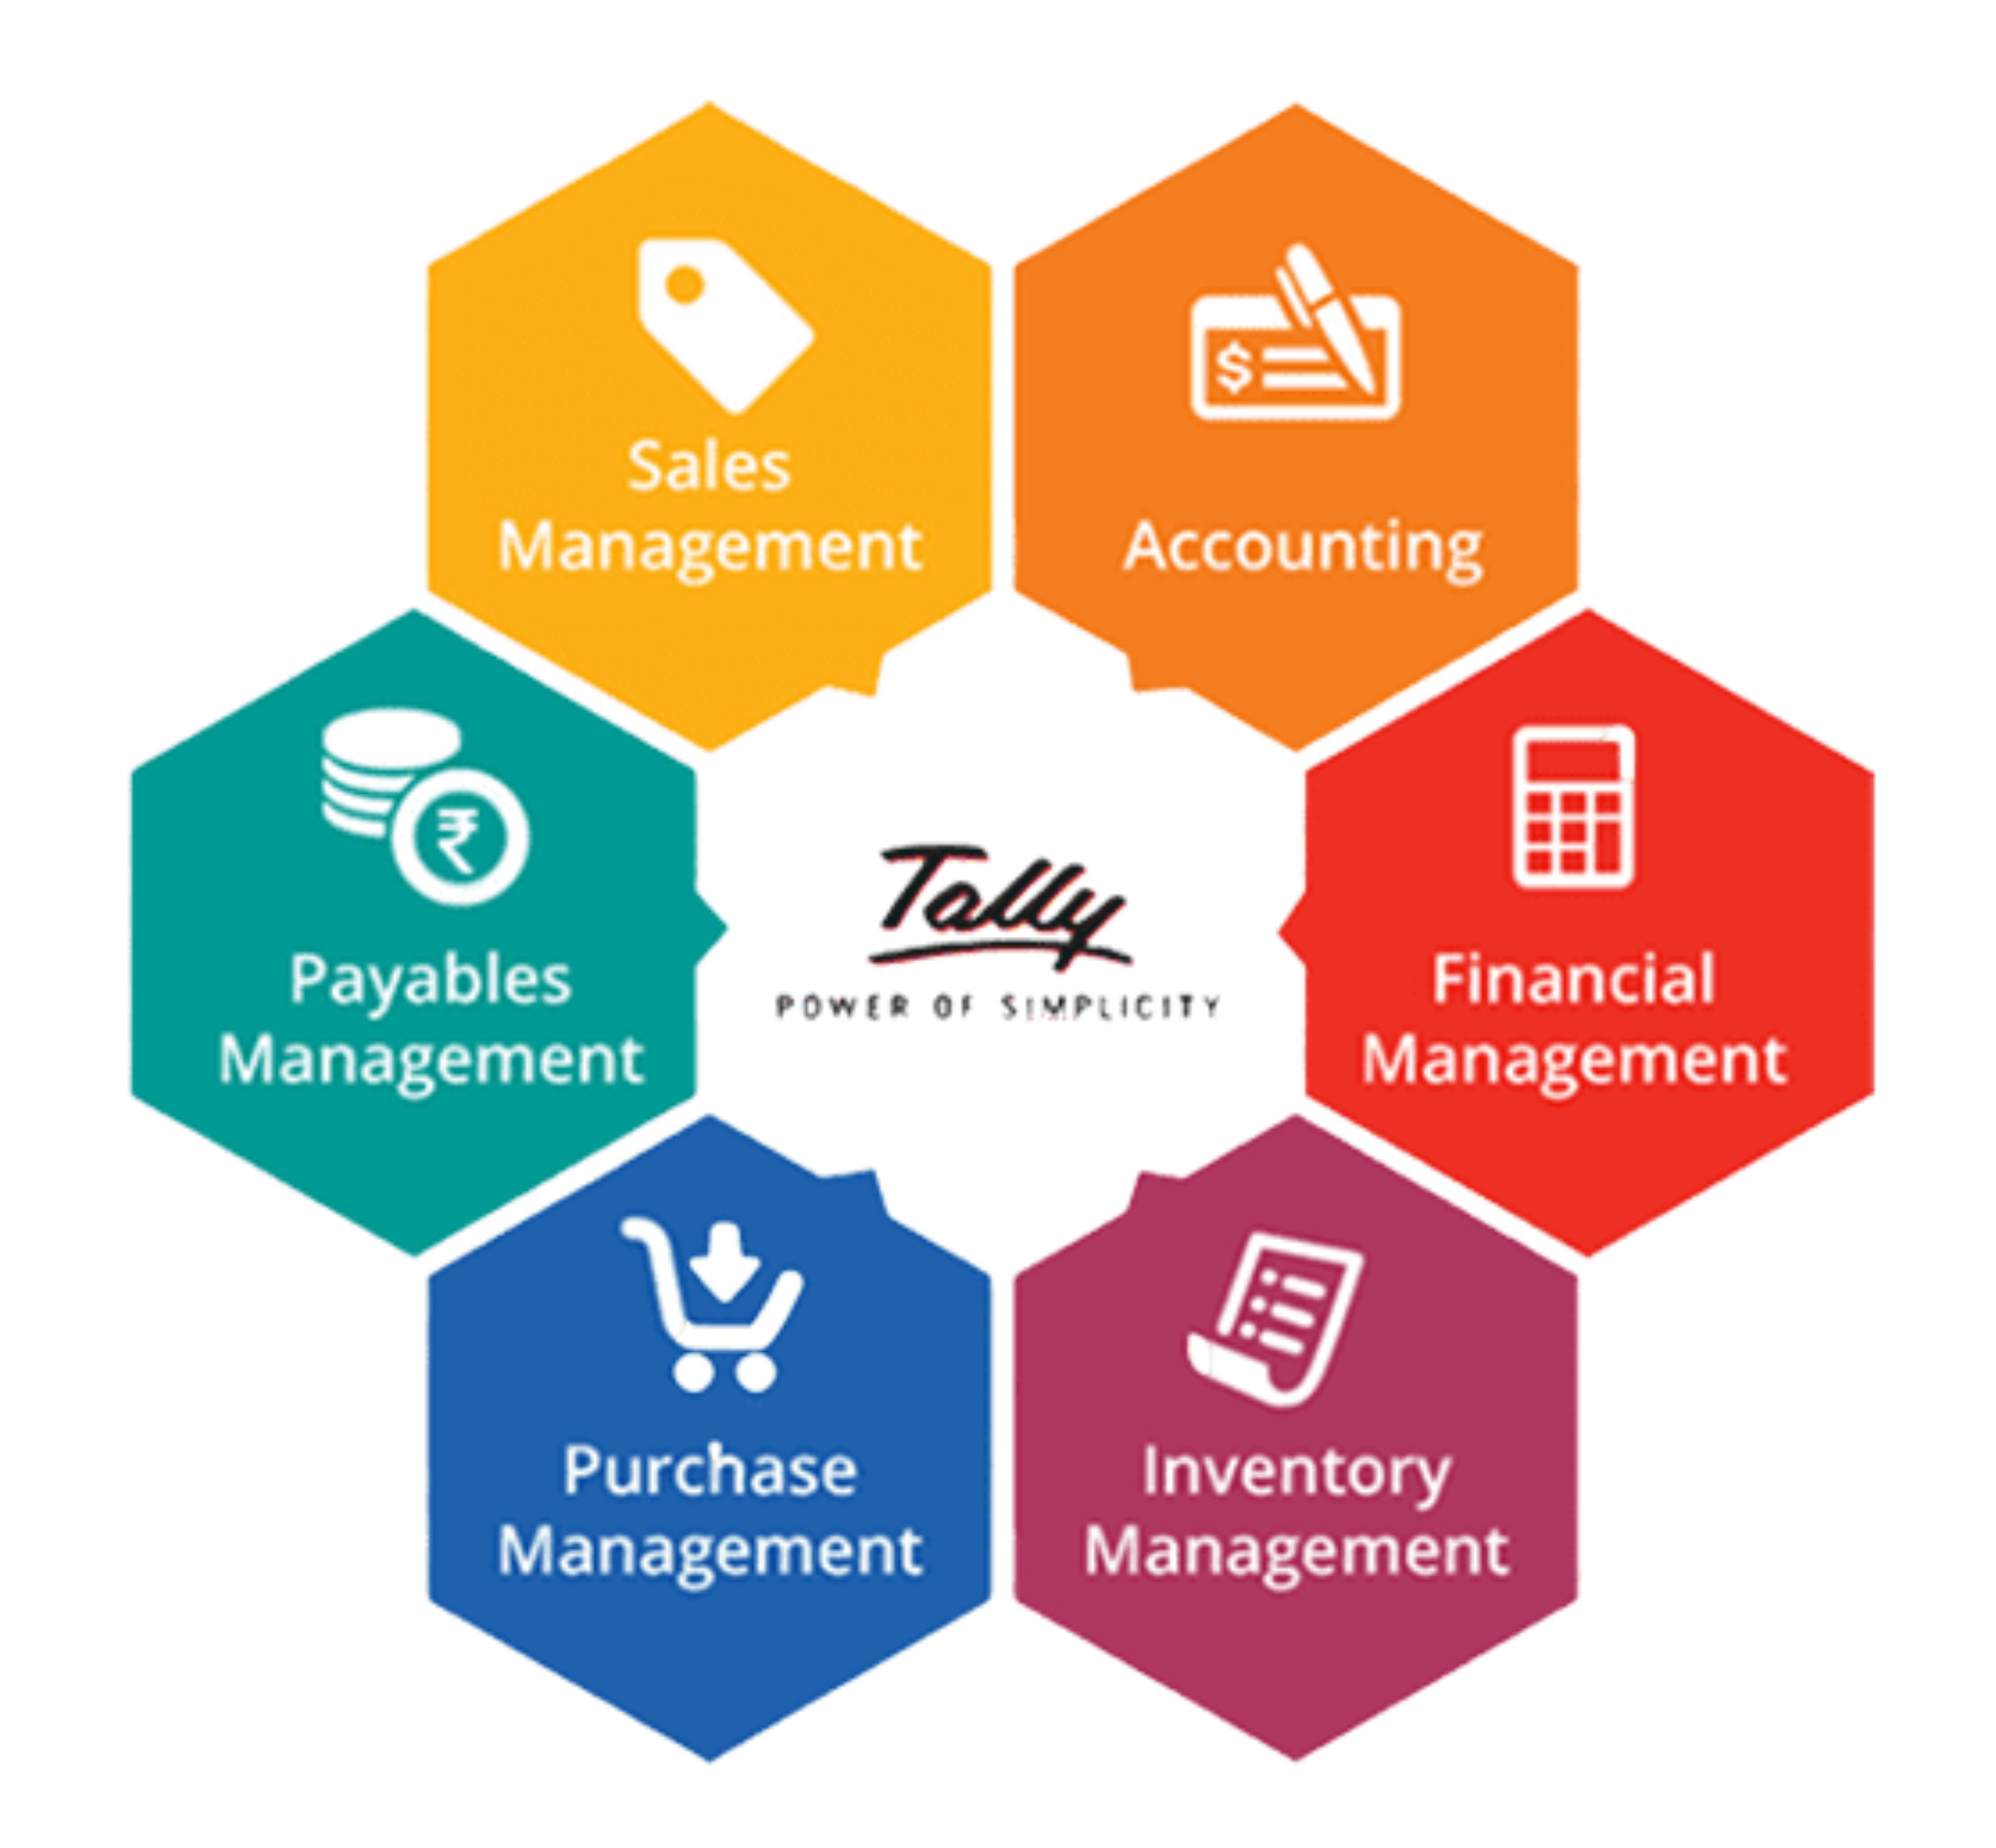 Sales
Management
$
Accounting
₹
Payables
Management
Tally
POWER OF SIMPLICITY
Financial
Management
Purchase
Management
Inventory
Management